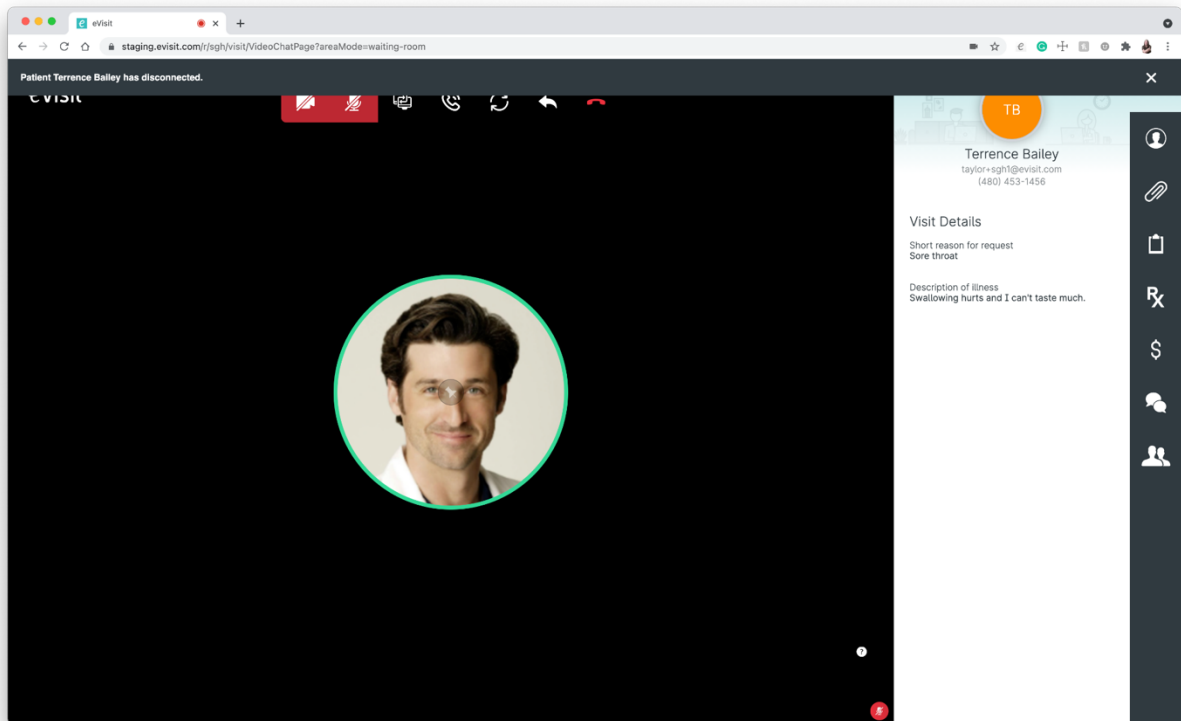 eVisit
staging.evisit.com/r/sgh/visit/VideoChatPage?areaMode=waiting-room
Patient Terrence Bailey has disconnected.
eVisit
TB
Terrence Bailey
taylor+sgh1@evisit.com
(480) 453-1456
Visit Details
Short reason for request
Sore throat
Description of illness
Swallowing hurts and I can't taste much.
Rx
$
?